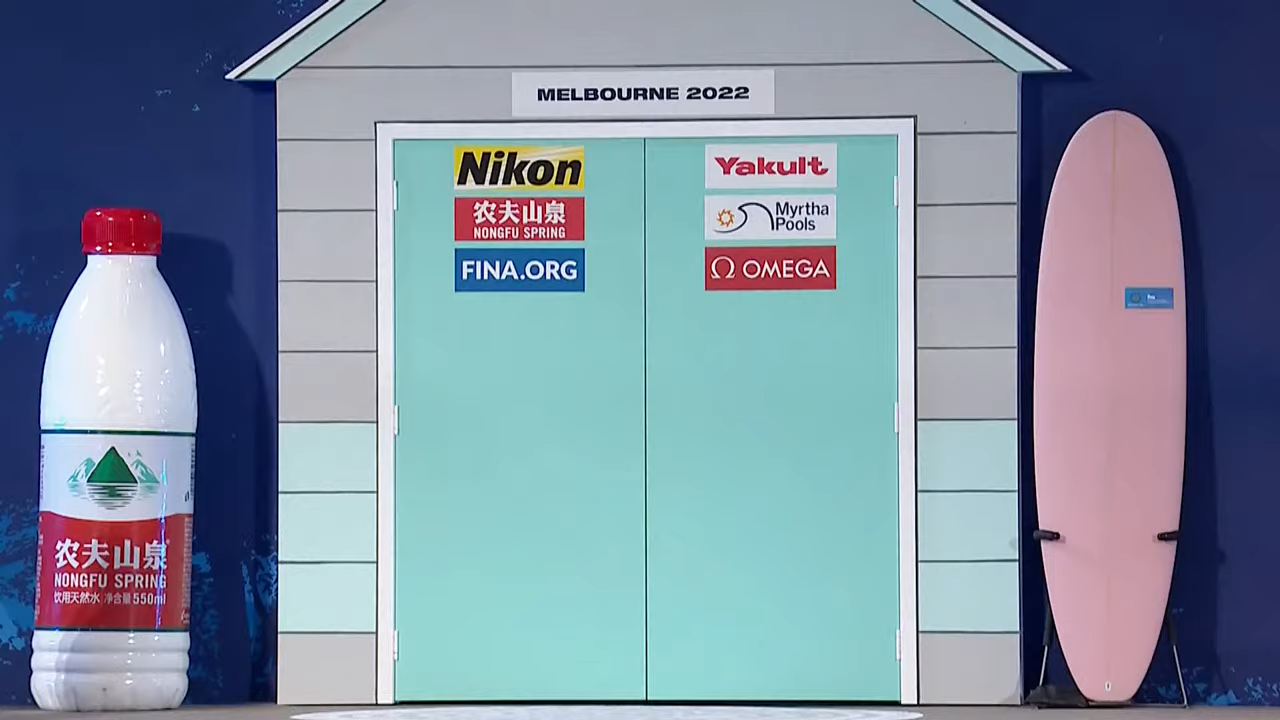 MELBOURNE 2022
Nikon
农夫山泉
NONGFU SPRING
FINA.ORG
Yakult
Myrtha
Pools
OMEGA
农夫山泉
NONGFU SPRING
饮用天然水 净含量550ml